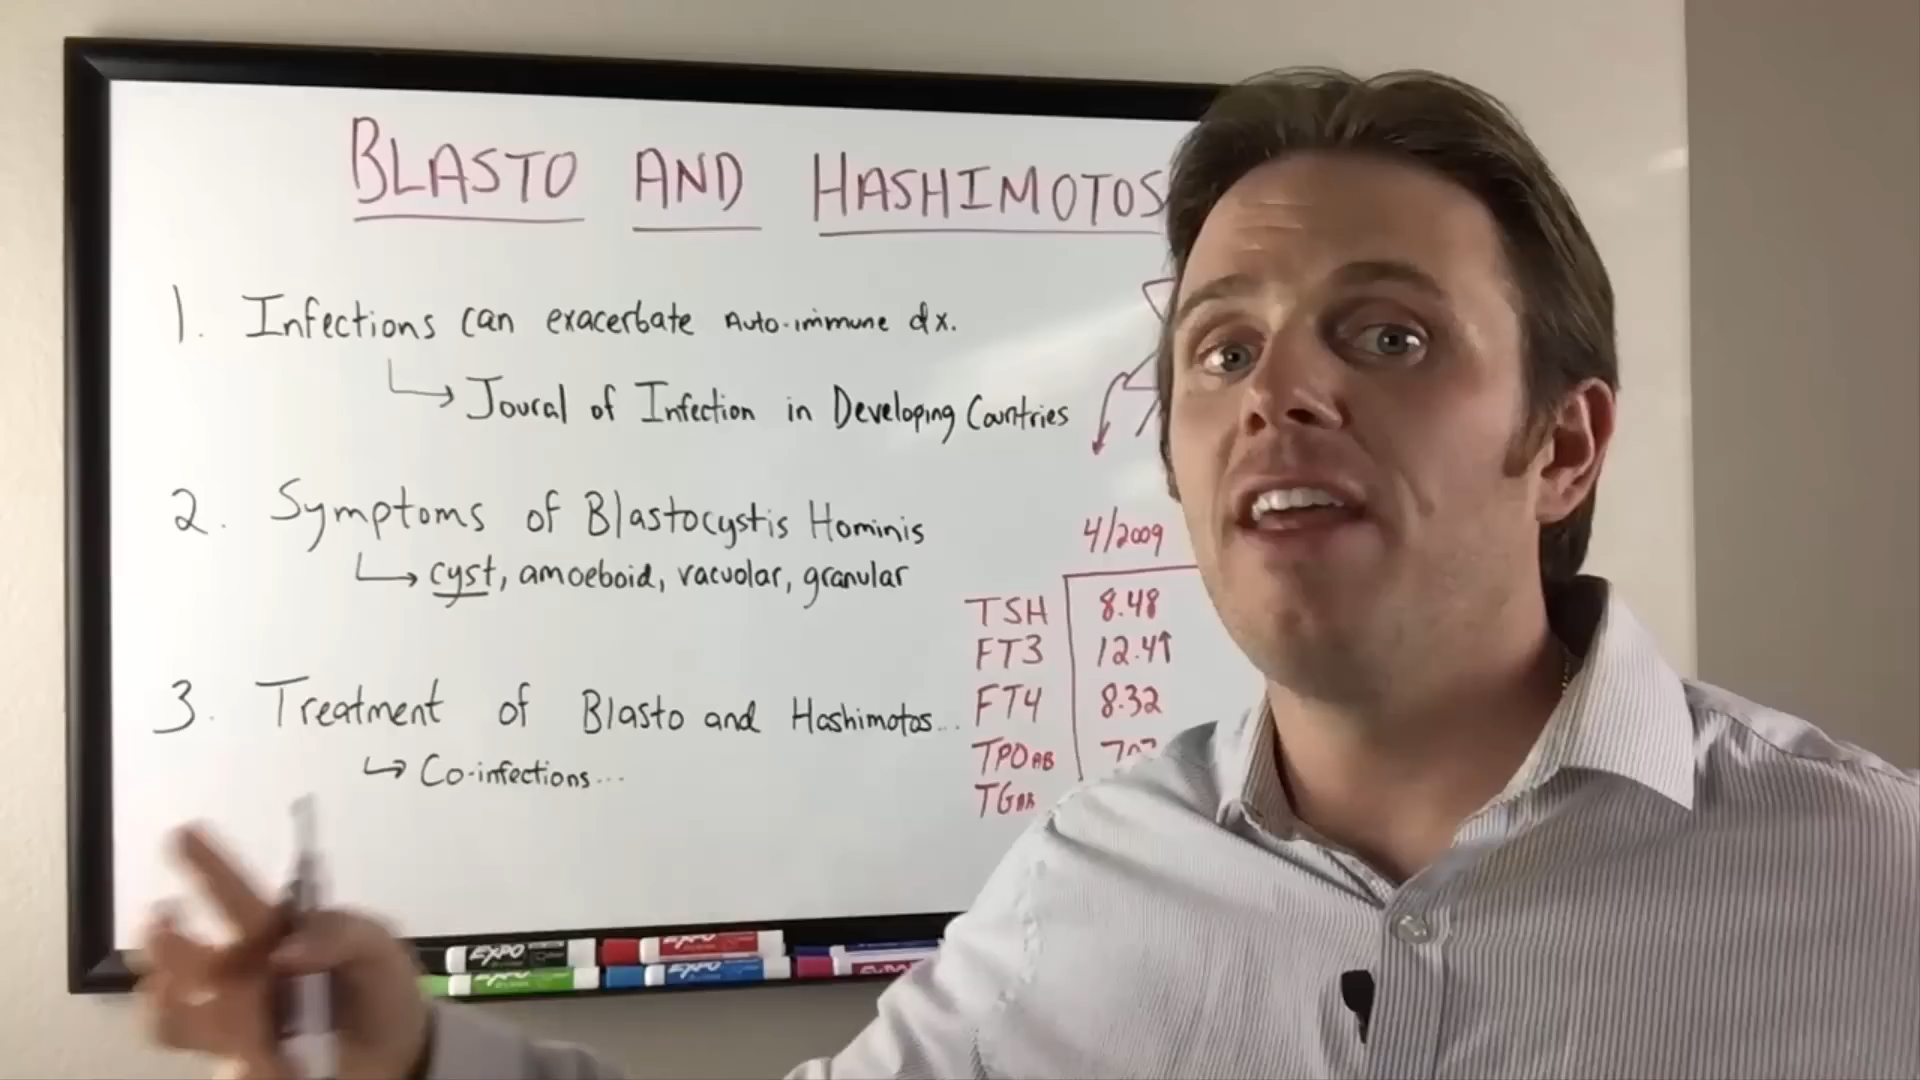 BLASTO AND HASHIMOTOS
1. Infections can exacerbate Auto-immune dx.
↳ Joural of Infection in Developing Countries
2. Symptoms of Blastocystis Hominis
↳ cyst, amoeboid, vacuolar, granular
3. Treatment of Blasto and Hashimotos...
↳ Co-infections...
4/2009
TSH 8.48
FT3 12.4↑
FT4 8.32
TPOAB
TGAB
EXPO EXPO
EXPO EXPO